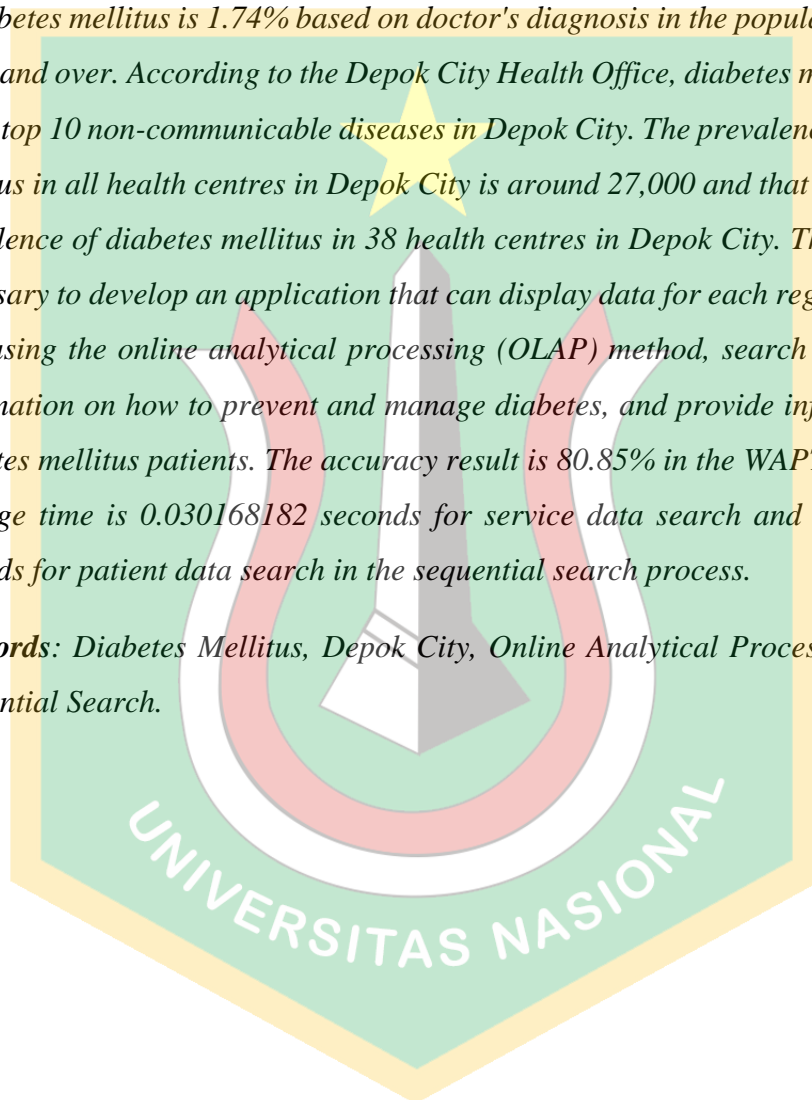 betes mellitus is 1.74% based on doctor's diagnosis in the popula
and over. According to the Depok City Health Office, diabetes m
top 10 non-communicable diseases in Depok City. The prevalenc
us in all health centres in Depok City is around 27,000 and that
lence of diabetes mellitus in 38 health centres in Depok City. Th
sary to develop an application that can display data for each reg
using the online analytical processing (OLAP) method, search
nation on how to prevent and manage diabetes, and provide inf
tes mellitus patients. The accuracy result is 80.85% in the WAPT
ge time is 0.030168182 seconds for service data search and
ds for patient data search in the sequential search process.
ords: Diabetes Mellitus, Depok City, Online Analytical Proces
ntial Search.
UNIVERSITAS NASIONAL